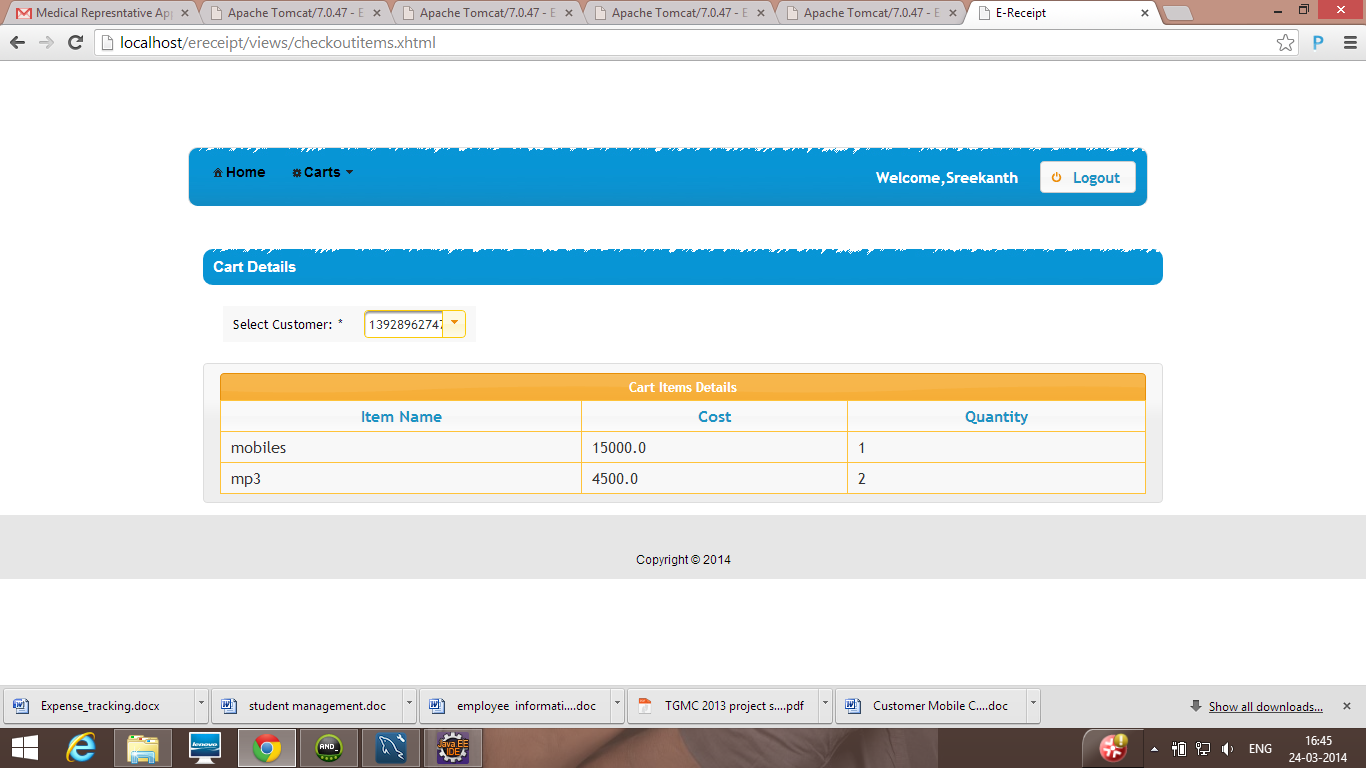 Medical Represntative Ap
Apache Tomcat/7.0.47 - E
Apache Tomcat/7.0.47 - E
Apache Tomcat/7.0.47 - E
Apache Tomcat/7.0.47 - E
E-Receipt
localhost/ereceipt/views/checkoutitems.xhtml
P
Home
Carts
Welcome,Sreekanth
Logout
Cart Details
Select Customer: *
13928962747
Cart Items Details
Item Name Cost Quantity
mobiles 15000.0 1
mp3 4500.0 2
Copyright © 2014
Expense_tracking.docx
student management.doc
employee informati....doc
TGMC 2013 project s....pdf
Customer Mobile C....doc
Show all downloads...
lenovo
AND_
Java EE
IDE
ENG
16:45
24-03-2014